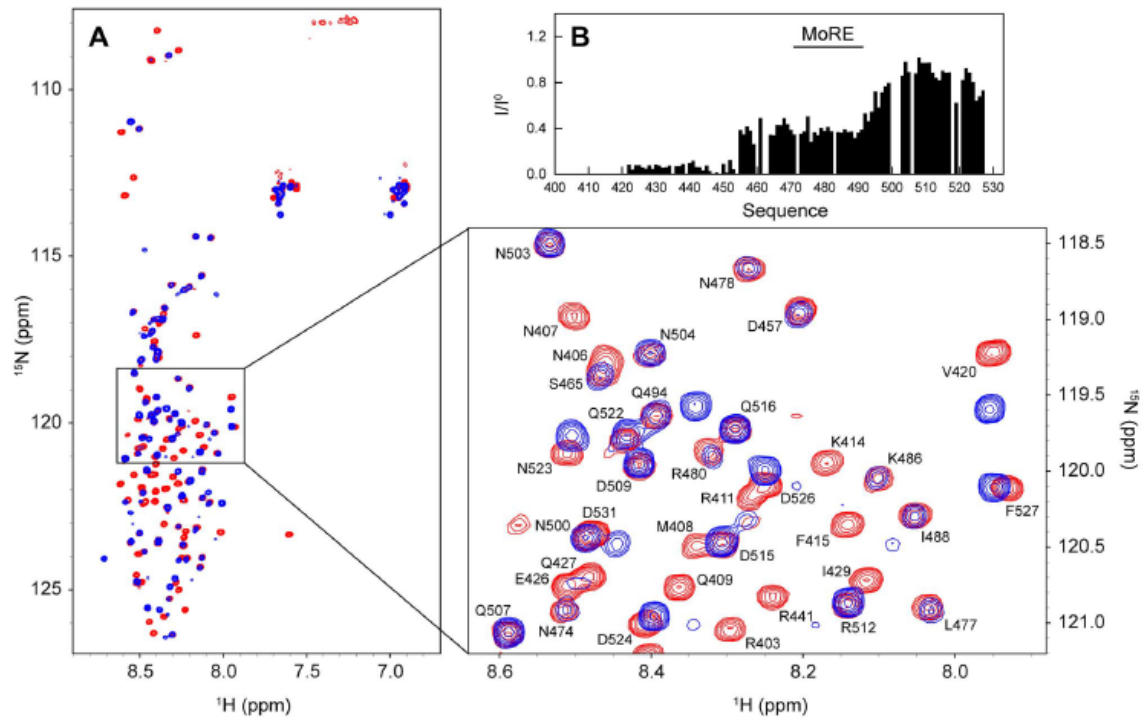 A
¹⁵N (ppm)
110
115
120
125
8.5
8.0
7.5
7.0
¹H (ppm)
B
MoRE
I/I⁰
1.2
0.8
0.4
0.0
400 410 420 430 440 450 460 470 480 490 500 510 520 530
Sequence
N503
N478
D457
N407
N504
N406
V420
S465
Q494
Q522
Q516
K414
N523
R480
K486
D509
R411
D526
F527
D531
N500
M408
F415
I488
D515
Q427
I429
E426
Q409
R441
Q507
N474
D524
R403
R512
L477
118.5
119.0
119.5
120.0
120.5
121.0
¹⁵N (ppm)
8.6
8.4
8.2
8.0
¹H (ppm)